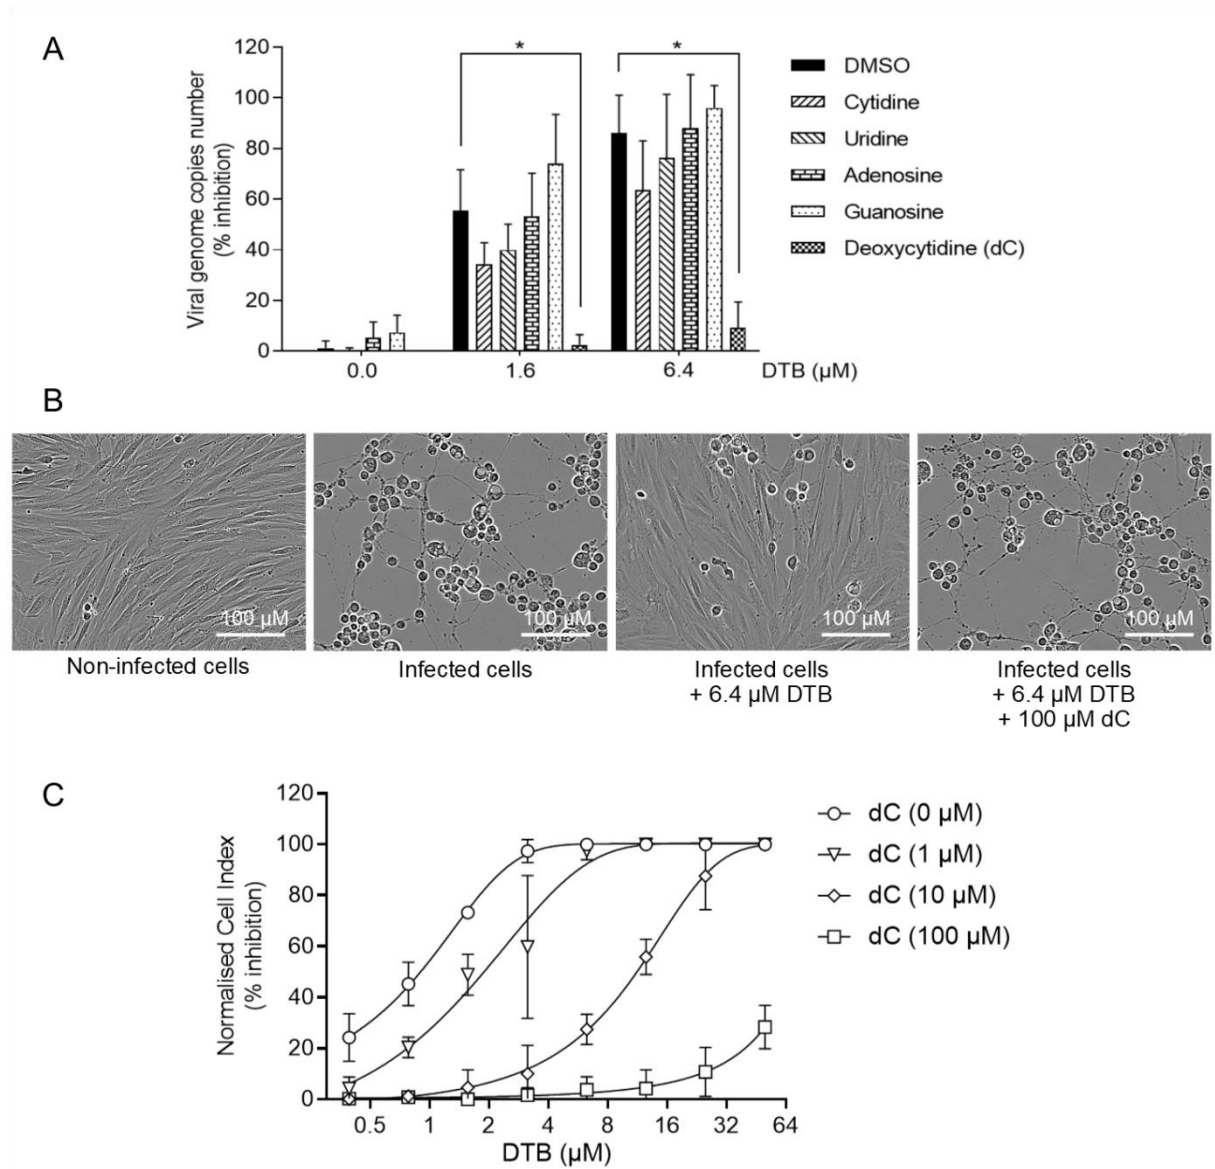 A
Viral genome copies number
(% inhibition)
120
100
80
60
40
20
0
*
*
0.0
1.6
6.4
DTB (µM)
DMSO
Cytidine
Uridine
Adenosine
Guanosine
Deoxycytidine (dC)
B
100 µM
100 µM
100 µM
100 µM
Non-infected cells
Infected cells
Infected cells
+ 6.4 µM DTB
Infected cells
+ 6.4 µM DTB
+ 100 µM dC
C
Normalised Cell Index
(% inhibition)
120
100
80
60
40
20
0
0.5
1
2
4
8
16
32
64
DTB (µM)
dC (0 µM)
dC (1 µM)
dC (10 µM)
dC (100 µM)